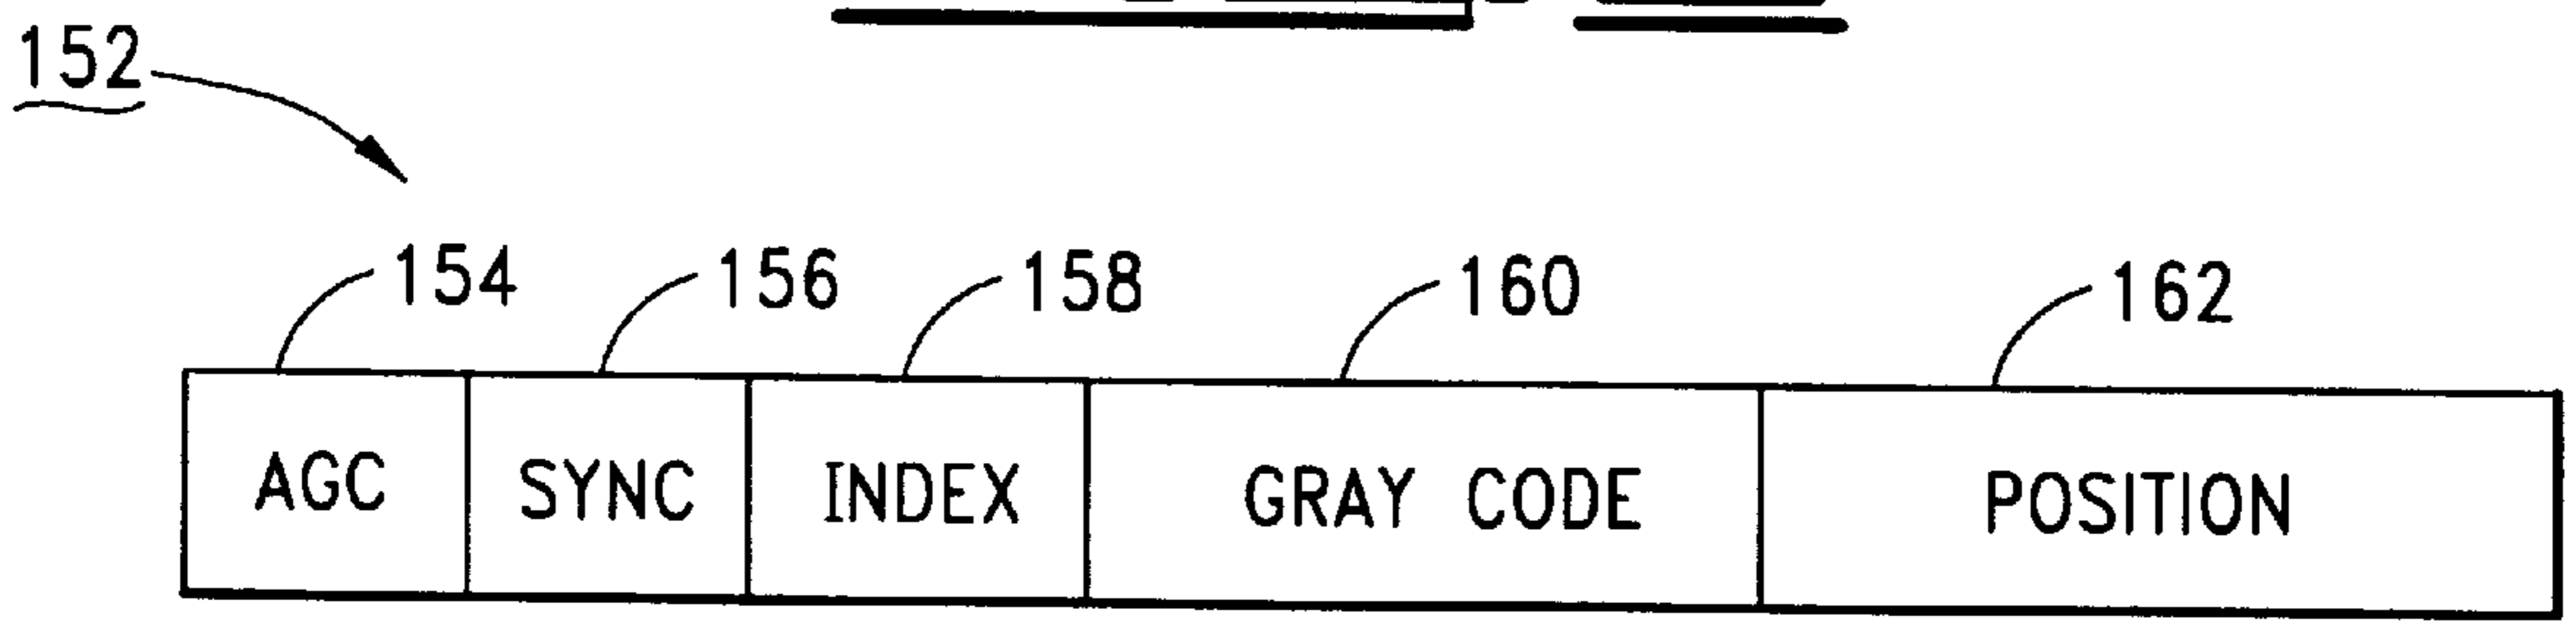 152
154 156 158 160 162
AGC SYNC INDEX GRAY CODE POSITION